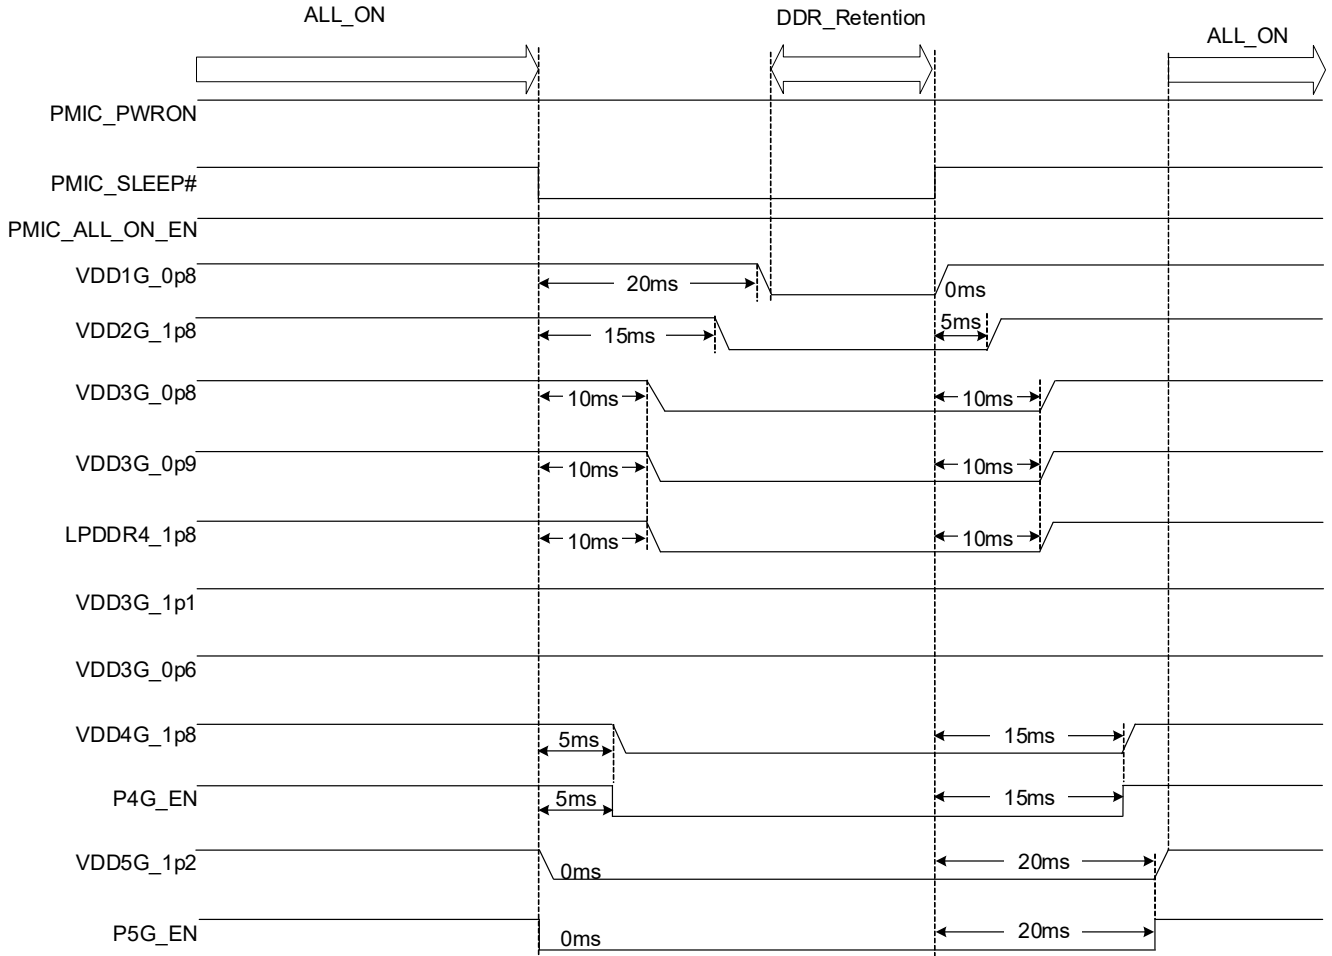 ALL_ON
DDR_Retention
ALL_ON
PMIC_PWRON
PMIC_SLEEP#
PMIC_ALL_ON_EN
VDD1G_0p8 20ms 0ms
VDD2G_1p8 15ms 5ms
VDD3G_0p8 10ms 10ms
VDD3G_0p9 10ms 10ms
LPDDR4_1p8 10ms 10ms
VDD3G_1p1
VDD3G_0p6
VDD4G_1p8 5ms 15ms
P4G_EN 5ms 15ms
VDD5G_1p2 0ms 20ms
P5G_EN 0ms 20ms